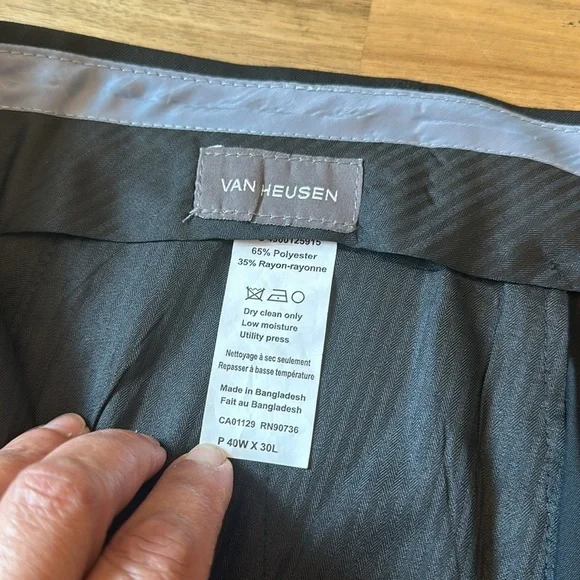 VAN HEUSEN
4500125915
65% Polyester
35% Rayon-rayonne
Dry clean only
Low moisture
Utility press
Nettoyage à sec seulement
Repasser à basse température
Made in Bangladesh
Fait au Bangladesh
CA01129 RN90736
P 40W X 30L